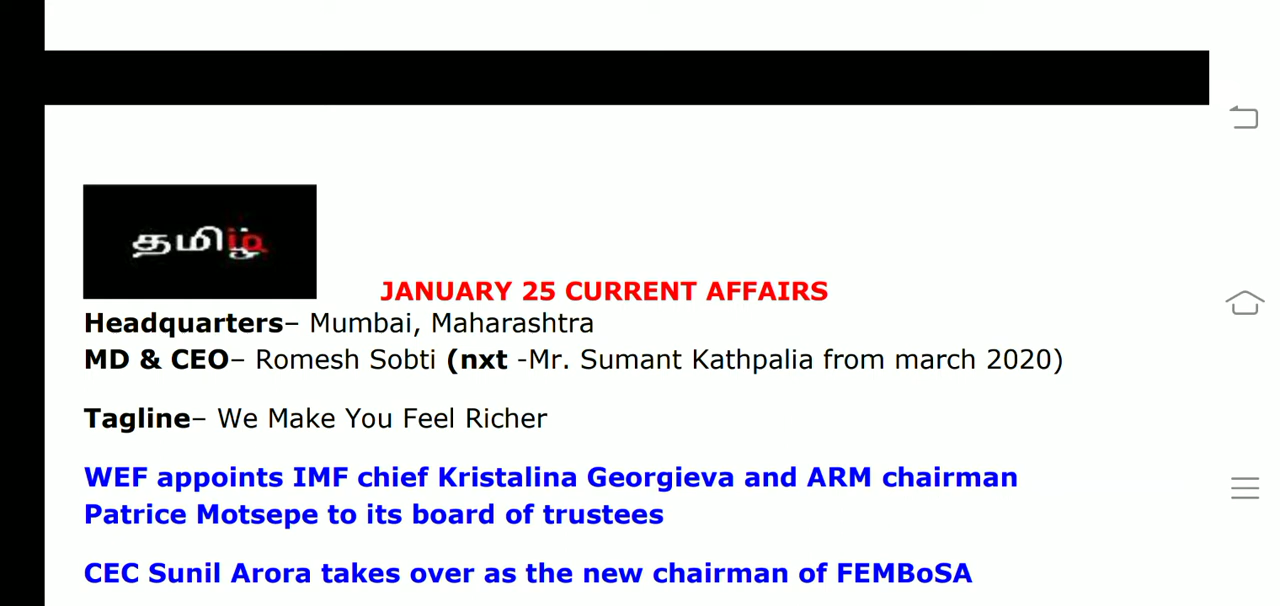 தமிழ்
JANUARY 25 CURRENT AFFAIRS
Headquarters– Mumbai, Maharashtra
MD & CEO– Romesh Sobti (nxt -Mr. Sumant Kathpalia from march 2020)
Tagline– We Make You Feel Richer
WEF appoints IMF chief Kristalina Georgieva and ARM chairman
Patrice Motsepe to its board of trustees
CEC Sunil Arora takes over as the new chairman of FEMBoSA